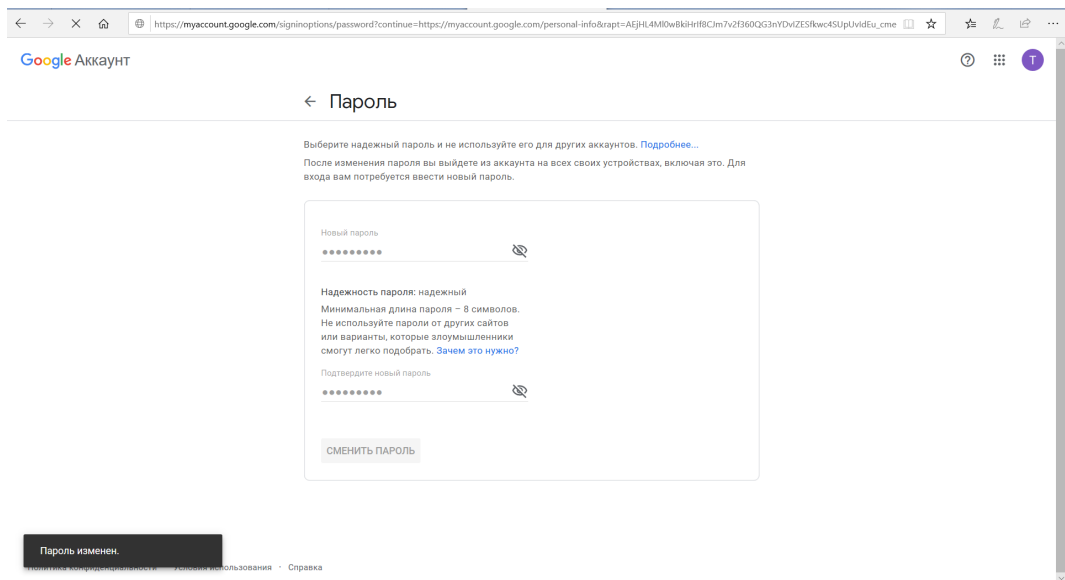 https://myaccount.google.com/signinoptions/password?continue=https://myaccount.google.com/personal-info&rapt=AEjHL4Ml0wBkiHrIf8CJm7v2f360QG3nYDvIZESfkwc4SUpUvIdEu_cme
Google Аккаунт
T
Пароль
Выберите надежный пароль и не используйте его для других аккаунтов. Подробнее...
После изменения пароля вы выйдете из аккаунта на всех своих устройствах, включая это. Для
входа вам потребуется ввести новый пароль.
Новый пароль
Надежность пароля: надежный
Минимальная длина пароля – 8 символов.
Не используйте пароли от других сайтов
или варианты, которые злоумышленники
смогут легко подобрать. Зачем это нужно?
Подтвердите новый пароль
СМЕНИТЬ ПАРОЛЬ
Пароль изменен.
Политика конфиденциальности · Условия использования · Справка